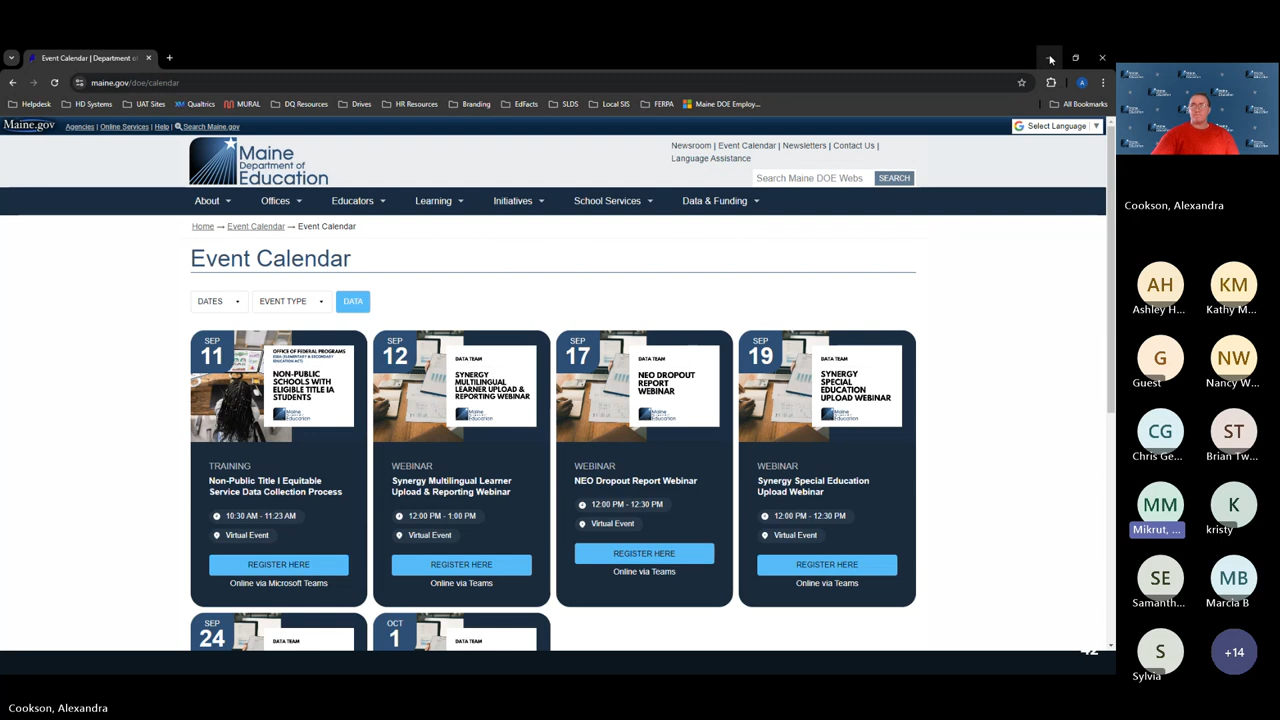 Event Calendar | Department of
maine.gov/doe/calendar
Helpdesk
HD Systems
UAT Sites
Qualtrics
MURAL
DQ Resources
Drives
HR Resources
Branding
EdFacts
SLDS
Local SIS
FERPA
Maine DOE Employ...
All Bookmarks
Maine.gov
Agencies | Online Services | Help | Search Maine.gov
Select Language
Maine
Department of
Education
Newsroom | Event Calendar | Newsletters | Contact Us |
Language Assistance
Search Maine DOE Webs
SEARCH
About
Offices
Educators
Learning
Initiatives
School Services
Data & Funding
Home → Event Calendar → Event Calendar
Event Calendar
DATES
EVENT TYPE
DATA
SEP
11
OFFICE OF FEDERAL PROGRAMS
NON-PUBLIC
SCHOOLS WITH
ELIGIBLE TITLE IA
STUDENTS
TRAINING
Non-Public Title I Equitable
Service Data Collection Process
10:30 AM - 11:23 AM
Virtual Event
REGISTER HERE
Online via Microsoft Teams
SEP
12
DATA TEAM
SYNERGY
MULTILINGUAL
LEARNER UPLOAD &
REPORTING WEBINAR
WEBINAR
Synergy Multilingual Learner
Upload & Reporting Webinar
12:00 PM - 1:00 PM
Virtual Event
REGISTER HERE
Online via Teams
SEP
17
DATA TEAM
NEO DROPOUT
REPORT
WEBINAR
WEBINAR
NEO Dropout Report Webinar
12:00 PM - 12:30 PM
Virtual Event
REGISTER HERE
Online via Teams
SEP
19
DATA TEAM
SYNERGY
SPECIAL
EDUCATION
UPLOAD WEBINAR
WEBINAR
Synergy Special Education
Upload Webinar
12:00 PM - 12:30 PM
Virtual Event
REGISTER HERE
Online via Teams
SEP
24
DATA TEAM
OCT
1
DATA TEAM
42
Cookson, Alexandra
AH
Ashley H...
KM
Kathy M...
G
Guest
NW
Nancy W...
CG
Chris Ge...
ST
Brian Tw...
MM
Mikrut, ...
K
kristy
SE
Samanth...
MB
Marcia B
S
Sylvia
+14
Cookson, Alexandra